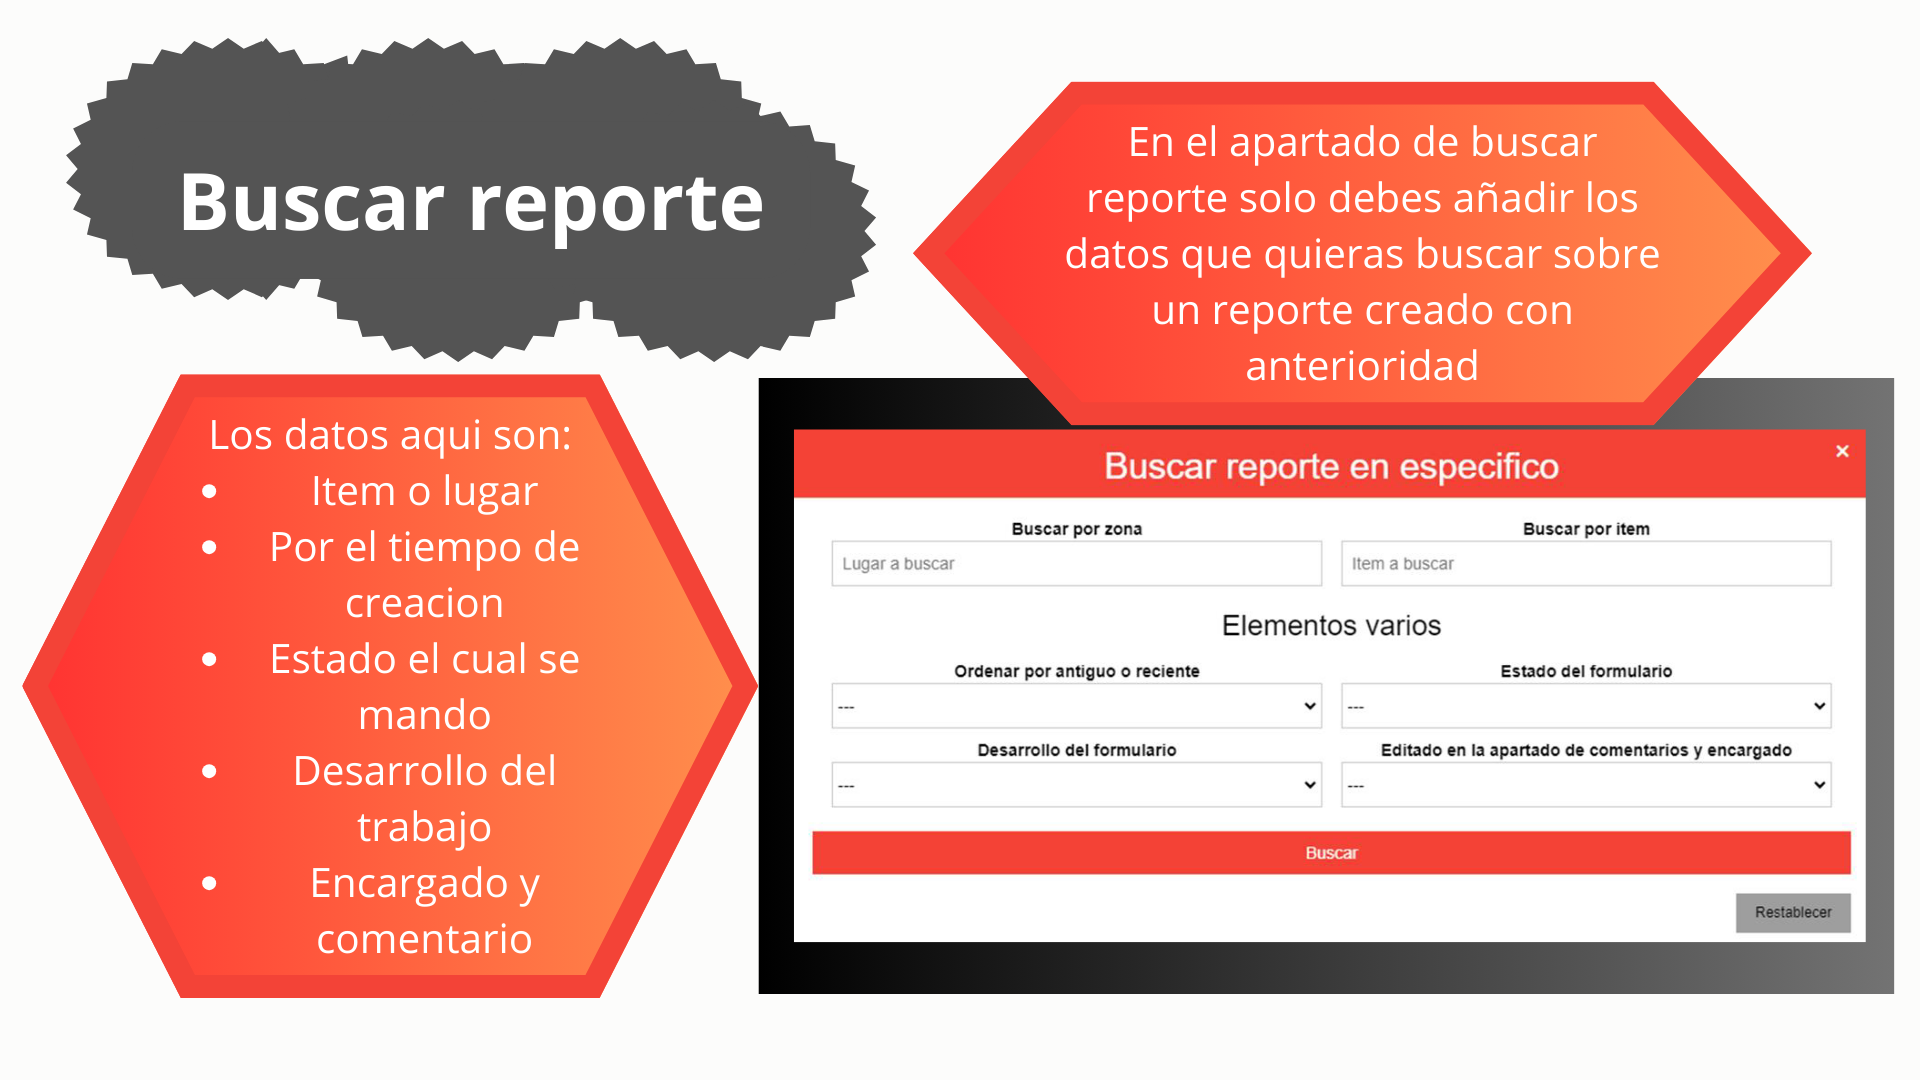 Buscar reporte
En el apartado de buscar
reporte solo debes añadir los
datos que quieras buscar sobre
un reporte creado con
anterioridad
Los datos aqui son:
• Item o lugar
• Por el tiempo de
creacion
• Estado el cual se
mando
• Desarrollo del
trabajo
• Encargado y
comentario
Buscar reporte en especifico ×
Buscar por zona Buscar por item
Lugar a buscar Item a buscar
Elementos varios
Ordenar por antiguo o reciente Estado del formulario
--- ---
Desarrollo del formulario Editado en la apartado de comentarios y encargado
--- ---
Buscar
Restablecer